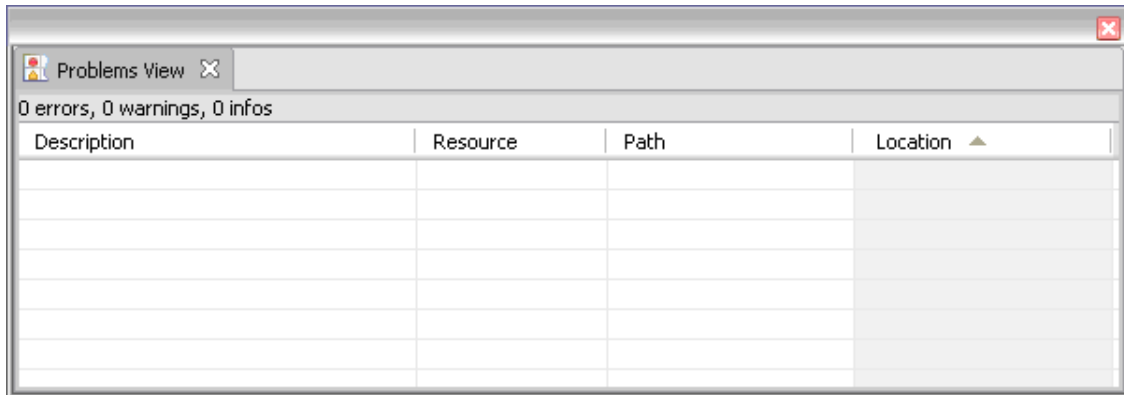 Problems View
0 errors, 0 warnings, 0 infos
Description Resource Path Location